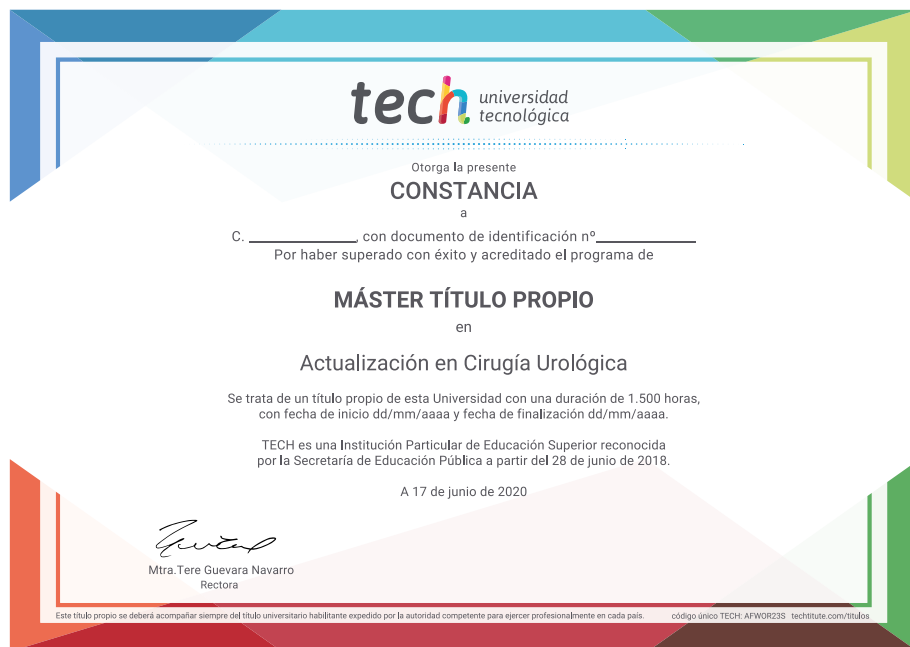 tech universidad
tecnológica
Otorga la presente
CONSTANCIA
a
C. ____________, con documento de identificación nº____________
Por haber superado con éxito y acreditado el programa de
MÁSTER TÍTULO PROPIO
en
Actualización en Cirugía Urológica
Se trata de un título propio de esta Universidad con una duración de 1.500 horas,
con fecha de inicio dd/mm/aaaa y fecha de finalización dd/mm/aaaa.
TECH es una Institución Particular de Educación Superior reconocida
por la Secretaría de Educación Pública a partir del 28 de junio de 2018.
A 17 de junio de 2020
Mtra.Tere Guevara Navarro
Rectora
Este título propio se deberá acompañar siempre del título universitario habilitante expedido por la autoridad competente para ejercer profesionalmente en cada país. código único TECH: AFWOR23S techtitute.com/títulos